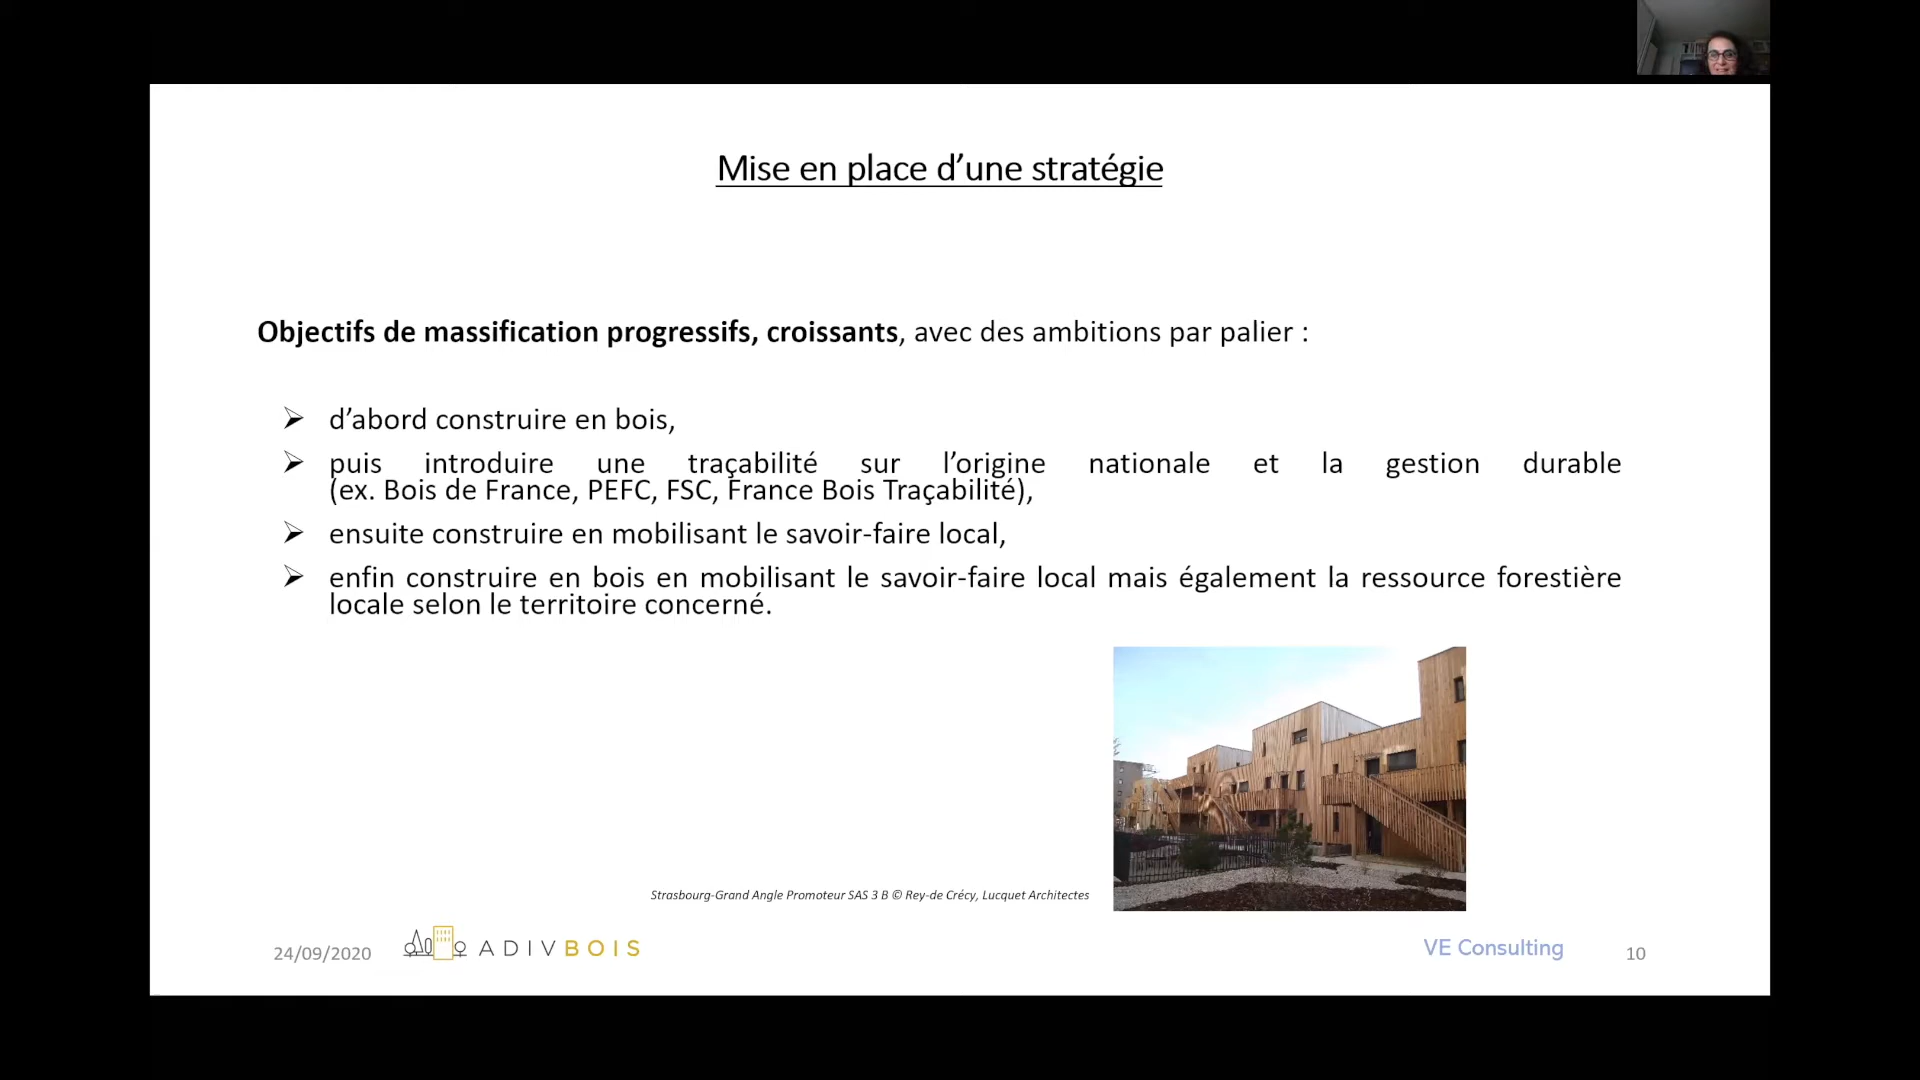 Mise en place d’une stratégie
Objectifs de massification progressifs, croissants, avec des ambitions par palier :
➢ d’abord construire en bois,
➢ puis introduire une traçabilité sur l’origine nationale et la gestion durable
(ex. Bois de France, PEFC, FSC, France Bois Traçabilité),
➢ ensuite construire en mobilisant le savoir-faire local,
➢ enfin construire en bois en mobilisant le savoir-faire local mais également la ressource forestière
locale selon le territoire concerné.
Strasbourg-Grand Angle Promoteur SAS 3 B © Rey-de Crécy, Lucquet Architectes
24/09/2020
ADIVBOIS
VE Consulting
10